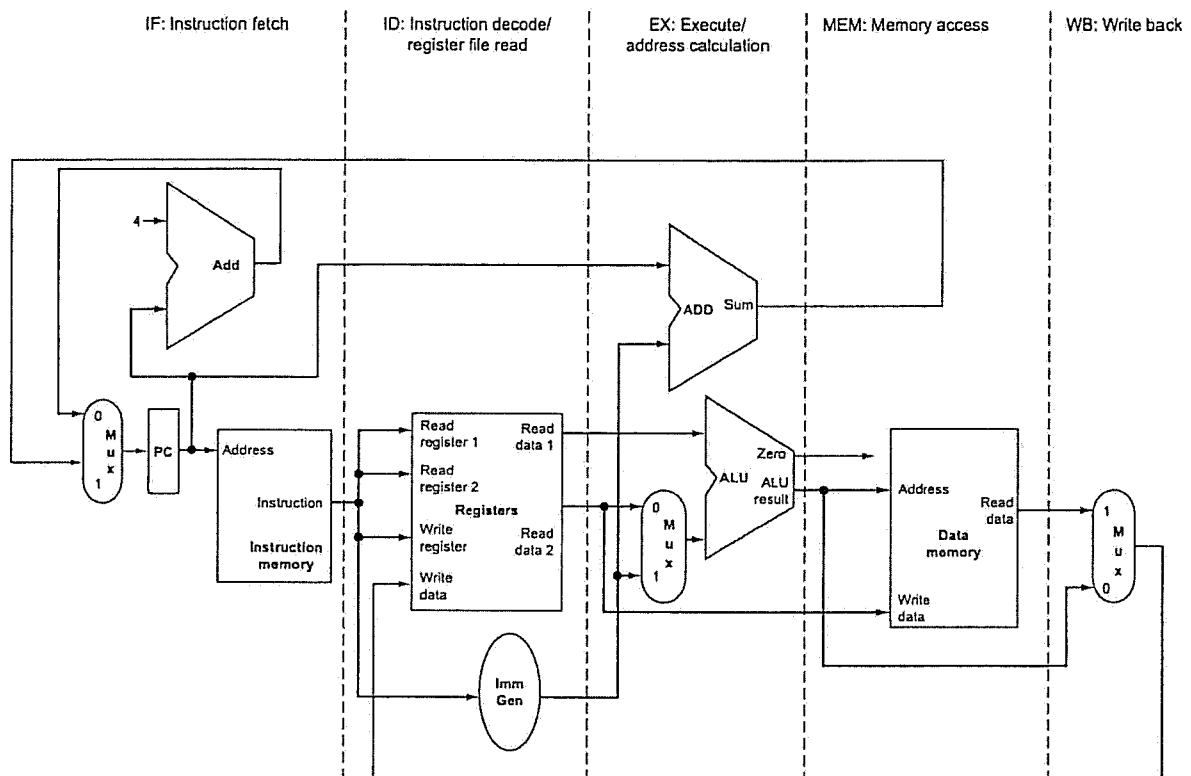 IF: Instruction fetch
ID: Instruction decode/
register file read
EX: Execute/
address calculation
MEM: Memory access
WB: Write back
4
Add
ADD
Sum
0
M
u
x
1
PC
Address
Instruction
Instruction
memory
Read
register 1
Read
register 2
Write
register
Write
data
Registers
Read
data 1
Read
data 2
Imm
Gen
0
M
u
x
1
Zero
ALU
ALU
result
Address
Write
data
Read
data
Data
memory
1
M
u
x
0